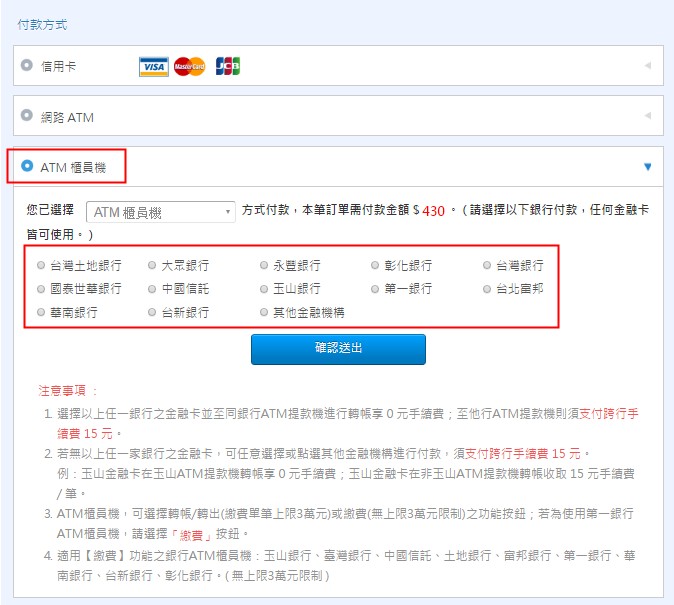 付款方式
信用卡 VISA MasterCard JCB
網路 ATM
ATM 櫃員機
您已選擇 ATM 櫃員機 方式付款,本筆訂單需付款金額 $ 430 。 ( 請選擇以下銀行付款,任何金融卡
皆可使用。 )
台灣土地銀行 大眾銀行 永豐銀行 彰化銀行 台灣銀行
國泰世華銀行 中國信託 玉山銀行 第一銀行 台北富邦
華南銀行 台新銀行 其他金融機構
確認送出
注意事項 :
1. 選擇以上任一銀行之金融卡並至同銀行ATM提款機進行轉帳享 0 元手續費;至他行ATM提款機則須支付跨行手
續費 15 元。
2. 若無以上任一家銀行之金融卡,可任意選擇或點選其他金融機構進行付款,須支付跨行手續費 15 元。
例:玉山金融卡在玉山ATM提款機轉帳享 0 元手續費;玉山金融卡在非玉山ATM提款機轉帳收取 15 元手續費
/ 筆。
3. ATM櫃員機,可選擇轉帳/轉出(繳費單筆上限3萬元)或繳費(無上限3萬元限制)之功能按鈕;若為使用第一銀行
ATM櫃員機,請選擇「繳費」按鈕。
4. 適用【繳費】功能之銀行ATM櫃員機:玉山銀行、臺灣銀行、中國信託、土地銀行、富邦銀行、第一銀行、華
南銀行、台新銀行、彰化銀行。( 無上限3萬元限制 )